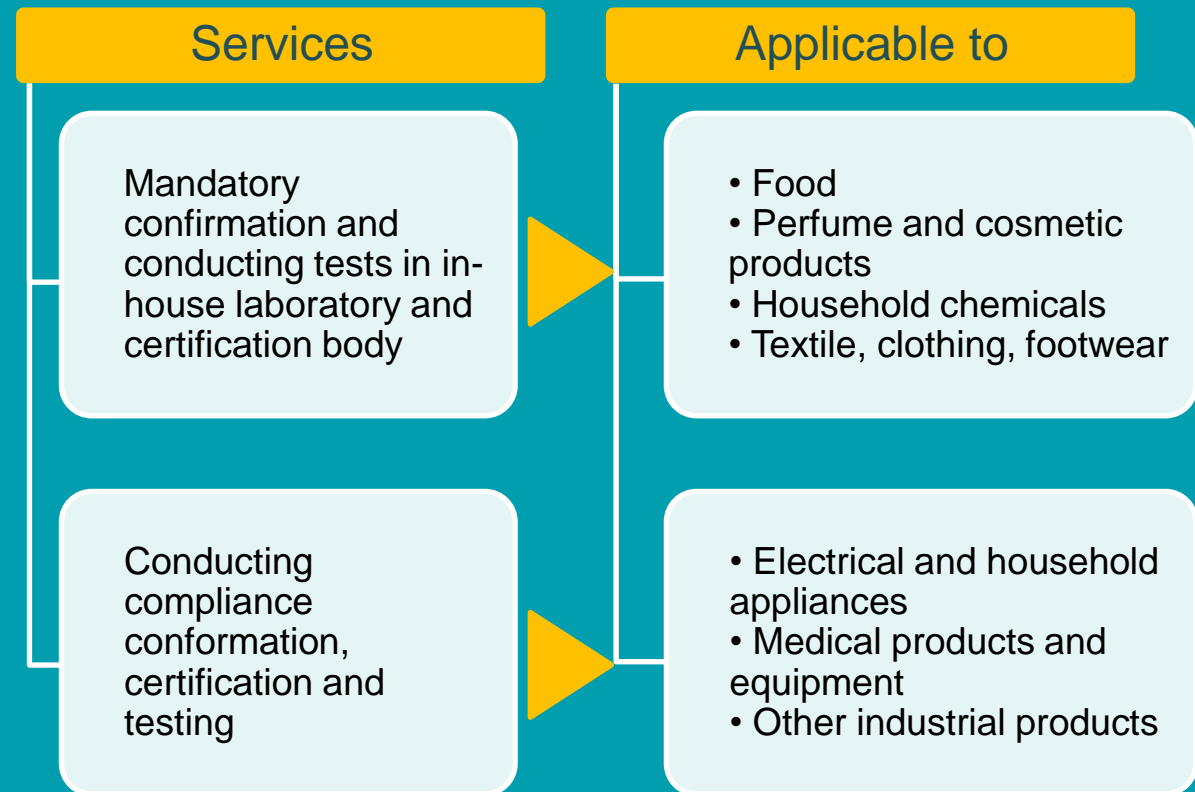 Services
Applicable to
Mandatory
confirmation and
conducting tests in in-
house laboratory and
certification body
• Food
• Perfume and cosmetic
products
• Household chemicals
• Textile, clothing, footwear
Conducting
compliance
conformation,
certification and
testing
• Electrical and household
appliances
• Medical products and
equipment
• Other industrial products